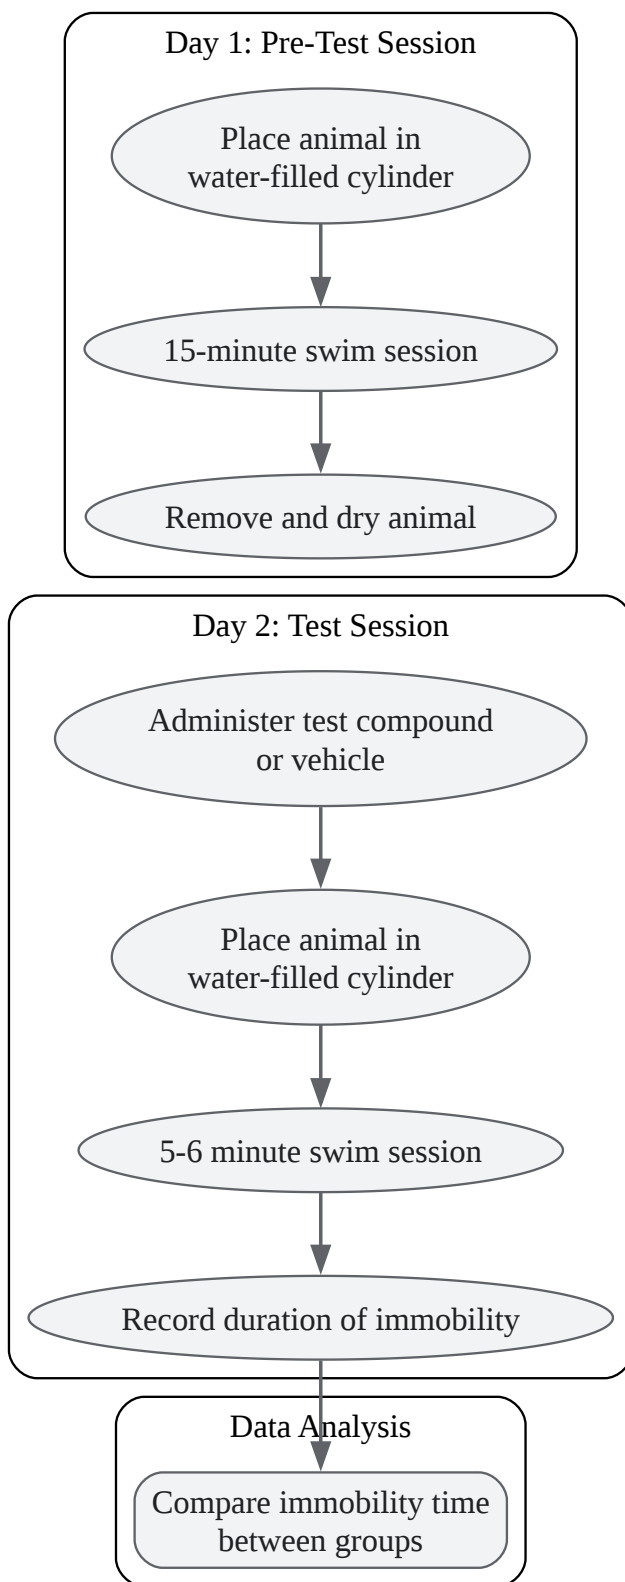 Day 1: Pre-Test Session
Place animal in
water-filled cylinder
15-minute swim session
Remove and dry animal
Day 2: Test Session
Administer test compound
or vehicle
Place animal in
water-filled cylinder
5-6 minute swim session
Record duration of immobility
Data Analysis
Compare immobility time
between groups